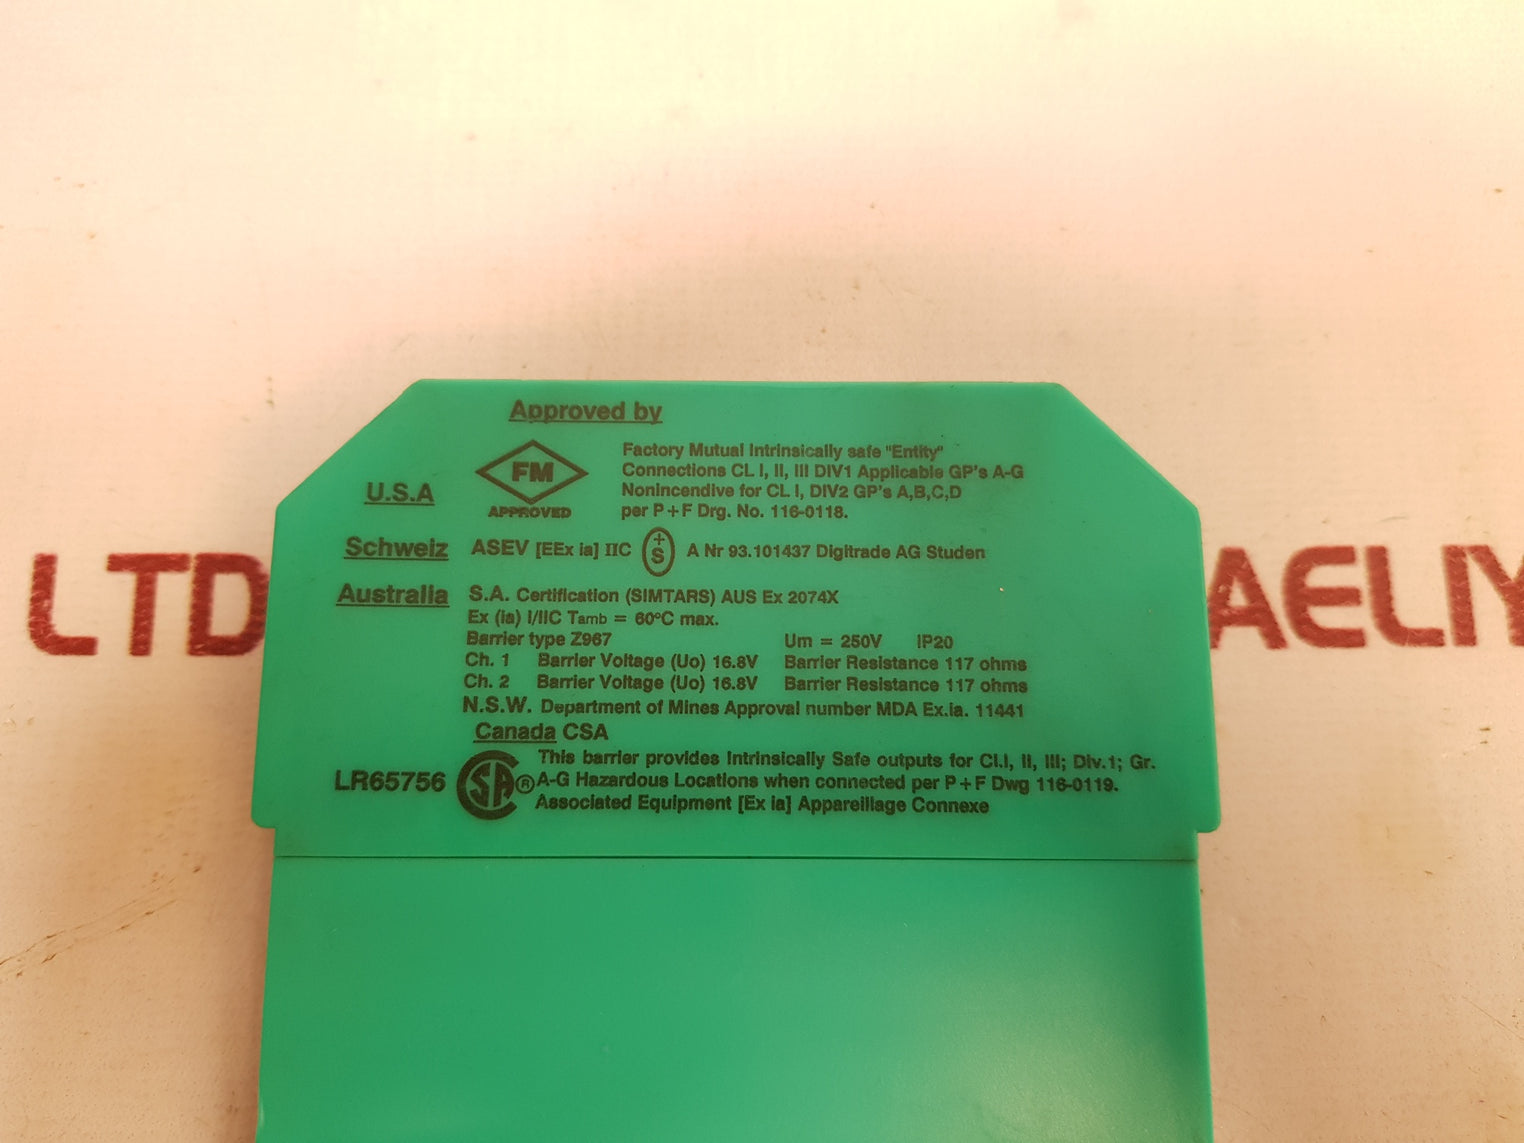 Approved by
FM
APPROVED
Factory Mutual Intrinsically safe "Entity"
Connections CL I, II, III DIV1 Applicable GP's A-G
Nonincendive for CL I, DIV2 GP's A,B,C,D
per P+F Drg. No. 116-0118.
U.S.A
Schweiz ASEV [EEx ia] IIC +S A Nr 93.101437 Digitrade AG Studen
Australia S.A. Certification (SIMTARS) AUS Ex 2074X
Ex (ia) I/IIC Tamb = 60°C max.
Barrier type Z967 Um = 250V IP20
Ch. 1 Barrier Voltage (Uo) 16.8V Barrier Resistance 117 ohms
Ch. 2 Barrier Voltage (Uo) 16.8V Barrier Resistance 117 ohms
N.S.W. Department of Mines Approval number MDA Ex.ia. 11441
Canada CSA
LR65756 CSA ®
This barrier provides Intrinsically Safe outputs for Cl.I, II, III; Div.1; Gr.
A-G Hazardous Locations when connected per P+F Dwg 116-0119.
Associated Equipment [Ex ia] Appareillage Connexe
LTD
AELIY